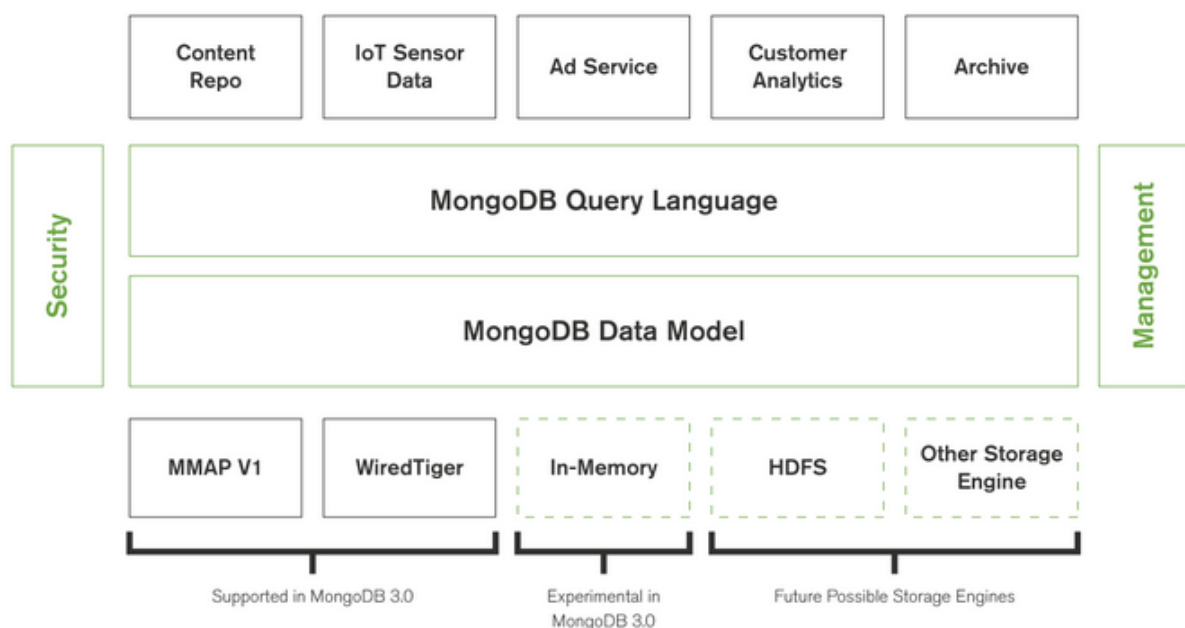 Content
Repo
IoT Sensor
Data
Ad Service
Customer
Analytics
Archive
Security
MongoDB Query Language
Management
MongoDB Data Model
MMAP V1
WiredTiger
In-Memory
HDFS
Other Storage
Engine
Supported in MongoDB 3.0
Experimental in
MongoDB 3.0
Future Possible Storage Engines